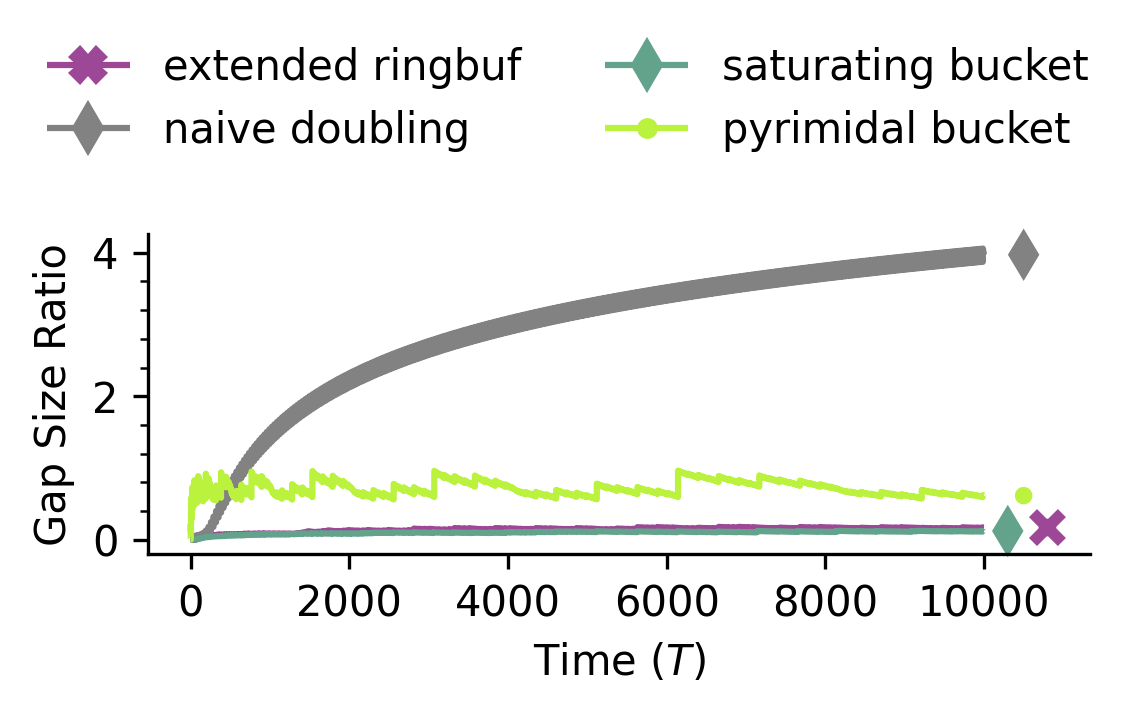 extended ringbuf
saturating bucket
naive doubling
pyrimidal bucket
Gap Size Ratio
4
2
0
0 2000 4000 6000 8000 10000
Time (T)